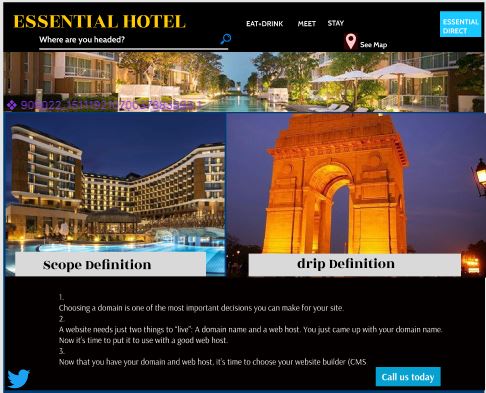 ESSENTIAL HOTEL
Where are you headed?
EAT+DRINK
MEET
STAY
See Map
ESSENTIAL
DIRECT
Scope Definition
drip Definition
1.
Choosing a domain is one of the most important decisions you can make for your site.
2.
A website needs just two things to "live": A domain name and a web host. You just came up with your domain name.
Now it's time to put it to use with a good web host.
3.
Now that you have your domain and web host, it's time to choose your website builder (CMS
Call us today